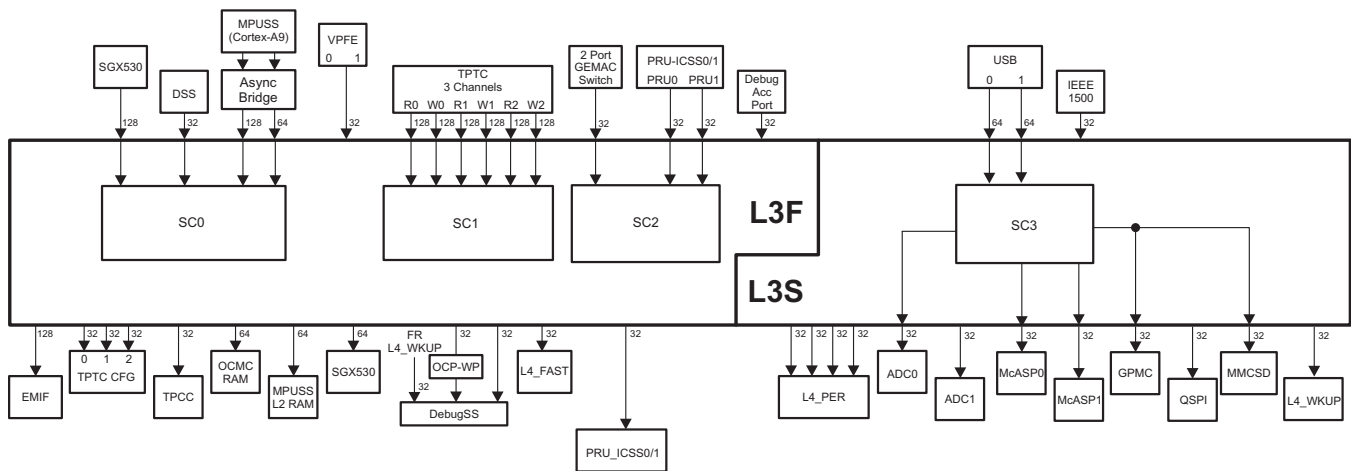 MPUSS
(Cortex-A9)
VPFE
0 1
SGX530
DSS
Async
Bridge
TPTC
3 Channels
R0 W0 R1 W1 R2 W2
2 Port
GEMAC
Switch
PRU-ICSS0/1
PRU0 PRU1
Debug
Acc
Port
USB
0 1
IEEE
1500
128 32 128 64 32 128 128 128 128 128 128 32 32 32 32 64 64 32
SC0
SC1
SC2
L3F
SC3
L3S
128 32 32 32 32 64 64 64 32 32 32 32 32 32 32 32 32 32 32 32 32 32 32 32
FR
L4_WKUP
32
0 1 2
TPTC CFG
EMIF
TPCC
OCMC
RAM
MPUSS
L2 RAM
SGX530
OCP-WP
DebugSS
L4_FAST
PRU_ICSS0/1
L4_PER
ADC0
ADC1
McASP0
McASP1
GPMC
QSPI
MMCSD
L4_WKUP